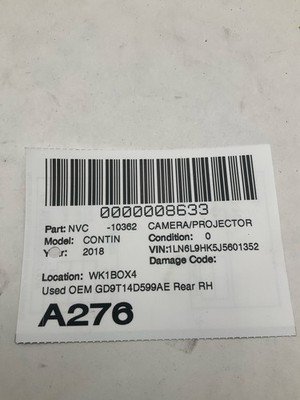 0000008633
Part: NVC -10362 CAMERA/PROJECTOR
Model: CONTIN Condition: 0
Year: 2018 VIN:1LN6L9HK5J5601352
Damage Code:
Location: WK1BOX4
Used OEM GD9T14D599AE Rear RH
A276